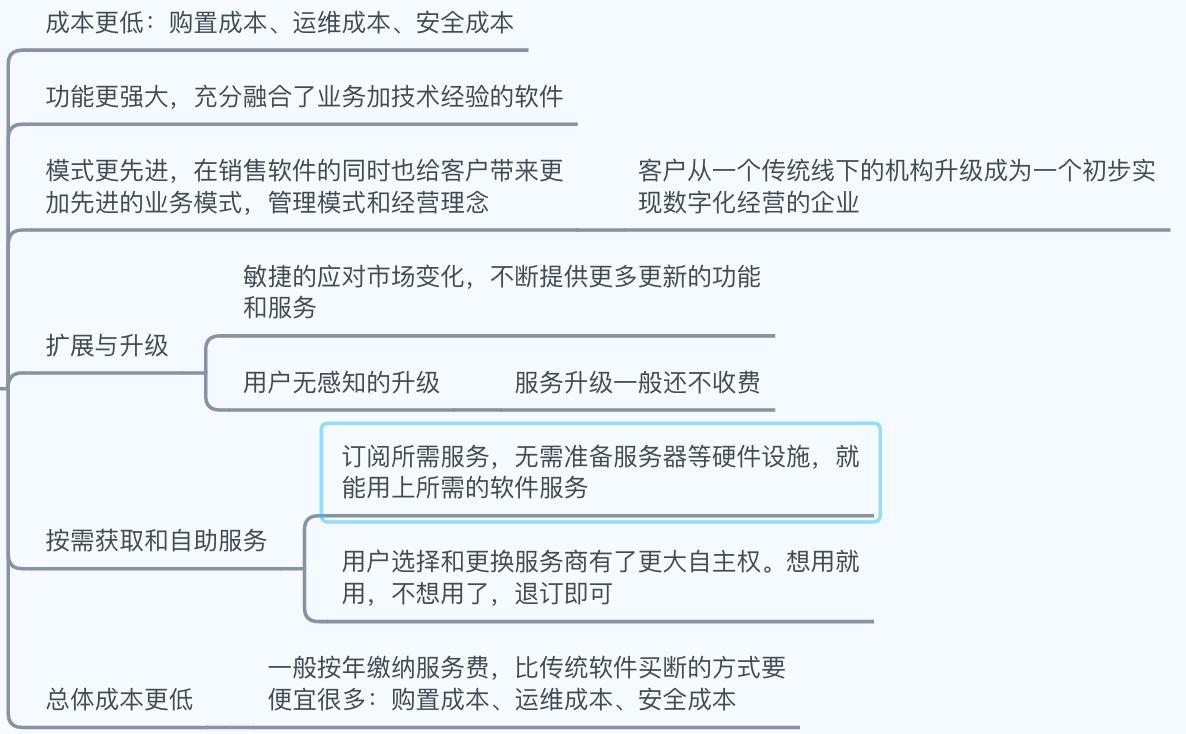 成本更低：购置成本、运维成本、安全成本
功能更强大，充分融合了业务加技术经验的软件
模式更先进，在销售软件的同时也给客户带来更
加先进的业务模式，管理模式和经营理念
客户从一个传统线下的机构升级成为一个初步实
现数字化经营的企业
扩展与升级
敏捷的应对市场变化，不断提供更多更新的功能
和服务
用户无感知的升级
服务升级一般还不收费
按需获取和自助服务
订阅所需服务，无需准备服务器等硬件设施，就
能用上所需的软件服务
用户选择和更换服务商有了更大自主权。想用就
用，不想用了，退订即可
总体成本更低
一般按年缴纳服务费，比传统软件买断的方式要
便宜很多：购置成本、运维成本、安全成本